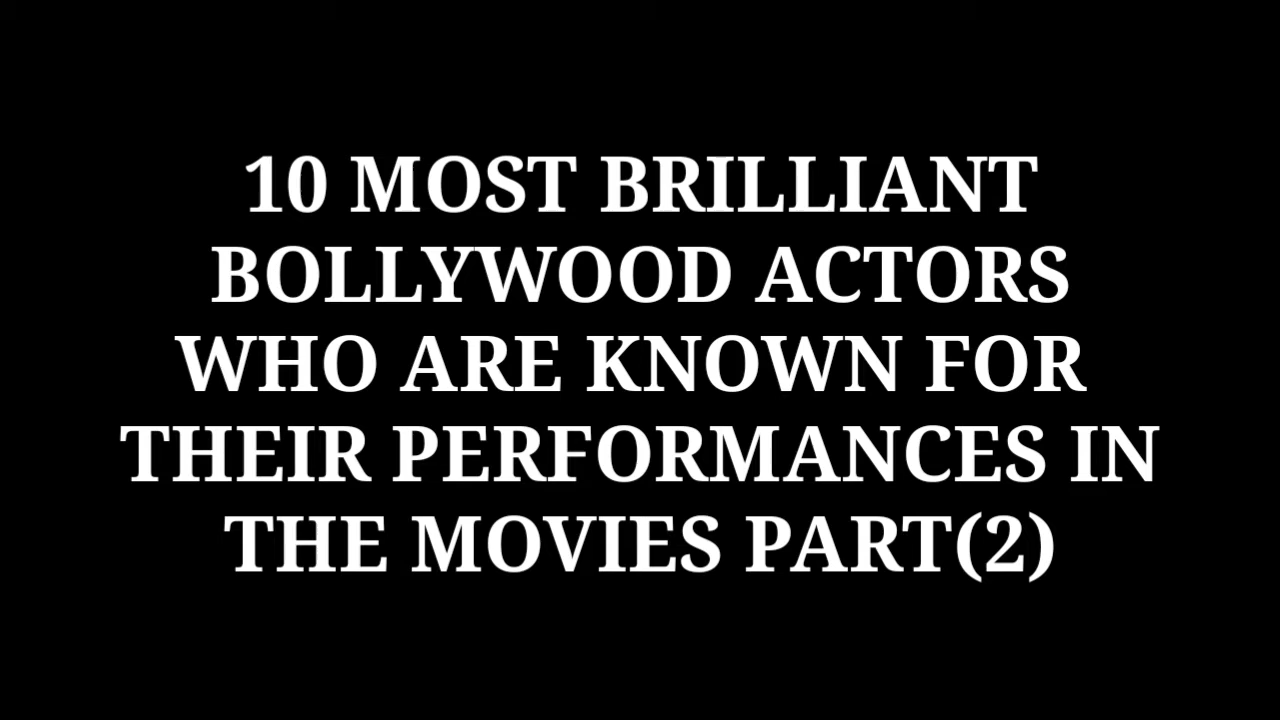 10 MOST BRILLIANT
BOLLYWOOD ACTORS
WHO ARE KNOWN FOR
THEIR PERFORMANCES IN
THE MOVIES PART(2)